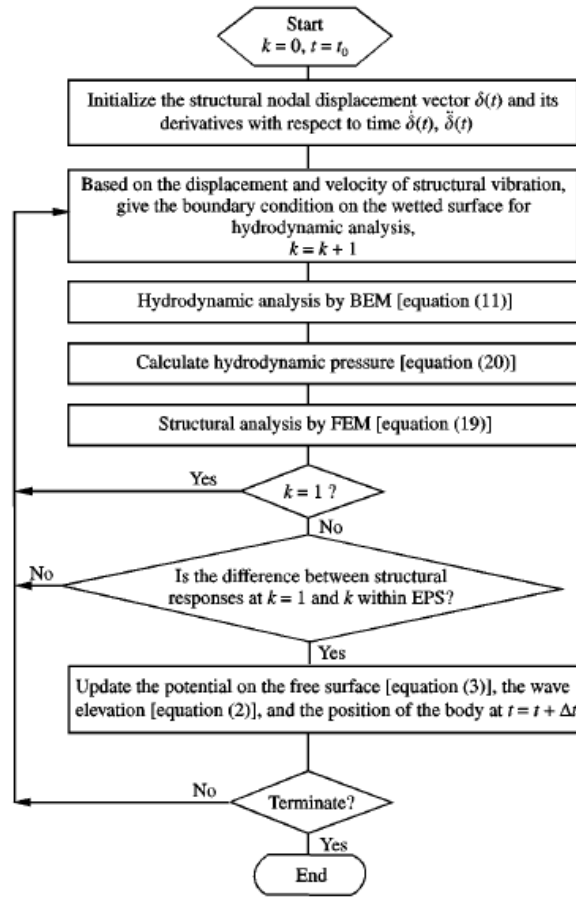 Start
k = 0, t = t₀
Initialize the structural nodal displacement vector δ(t) and its
derivatives with respect to time δ̇(t), δ̈(t)
Based on the displacement and velocity of structural vibration,
give the boundary condition on the wetted surface for
hydrodynamic analysis,
k = k + 1
Hydrodynamic analysis by BEM [equation (11)]
Calculate hydrodynamic pressure [equation (20)]
Structural analysis by FEM [equation (19)]
Yes
k = 1 ?
No
No
Is the difference between structural
responses at k = 1 and k within EPS?
Yes
Update the potential on the free surface [equation (3)], the wave
elevation [equation (2)], and the position of the body at t = t + Δt
No
Terminate?
Yes
End